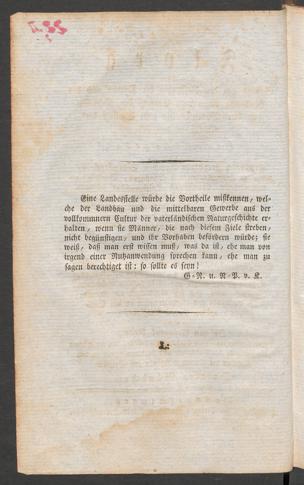 Eine Landesstelle würde die Vortheile mißkennen, wel-
che der Landbau und die mittelbaren Gewerbe aus der
vollkommnern Cultur der vaterländischen Naturgeschichte er-
halten, wenn sie Männer, die nach diesem Ziele streben,
nicht begünstigen, und ihr Vorhaben befördern würde; sie
weiß, daß man erst wissen muß, was da ist, ehe man von
irgend einer Nutzanwendung sprechen kann, ehe man zu
sagen berechtiget ist: so sollte es seyn!
G-R. u. R-P. v. K.